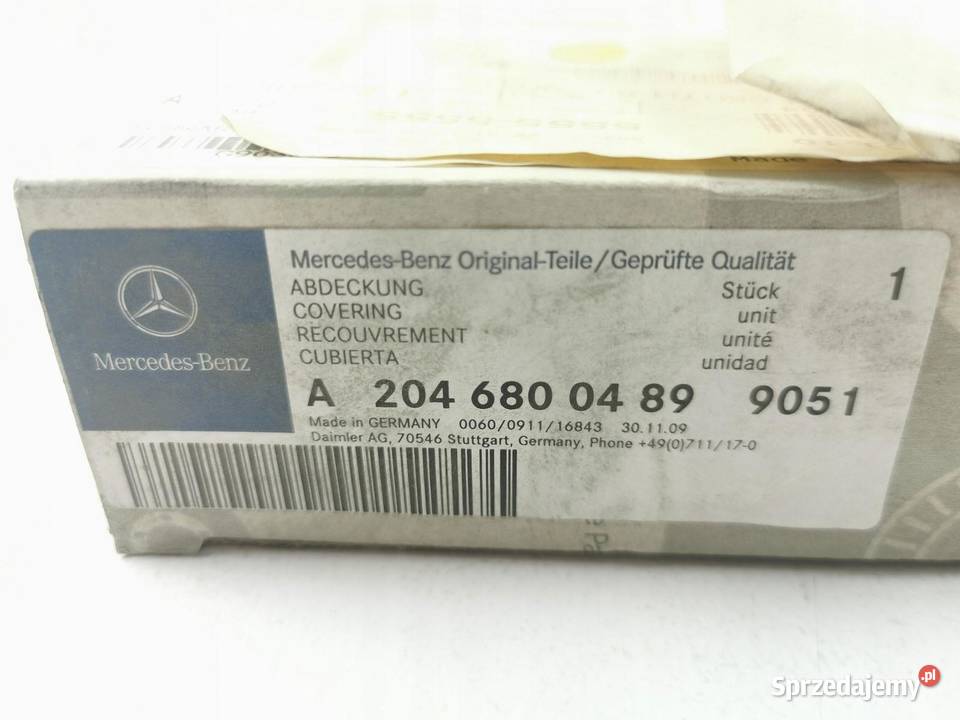 Mercedes-Benz
Mercedes-Benz Original-Teile/Geprüfte Qualität
ABDECKUNG Stück 1
COVERING unit
RECOUVREMENT unité
CUBIERTA unidad
A 204 680 04 89 9051
Made in GERMANY 0060/0911/16843 30.11.09
Daimler AG, 70546 Stuttgart, Germany, Phone +49(0)711/17-0
Sprzedajemy.pl